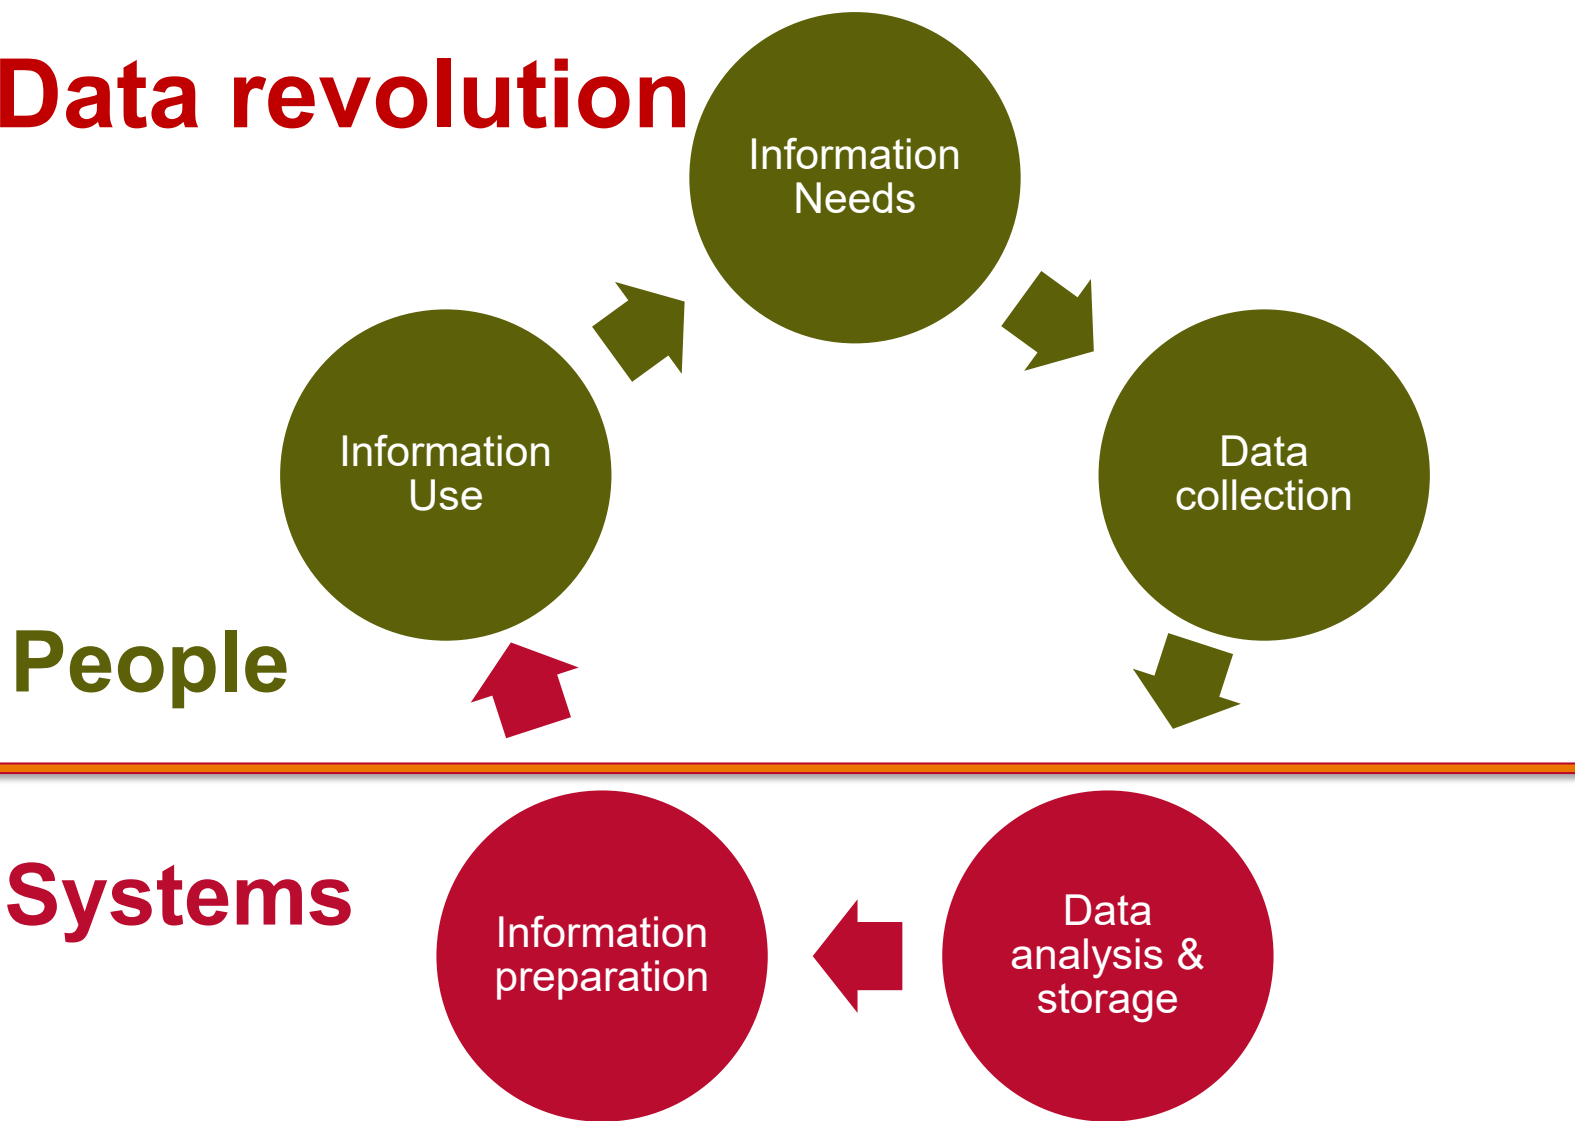 Data revolution
Information
Needs
Information
Use
Data
collection
People
Systems
Information
preparation
Data
analysis &
storage